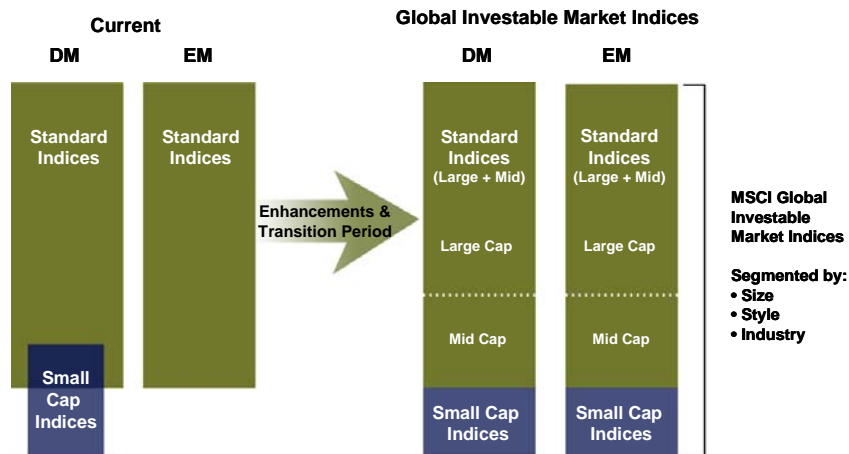 Current
DM
EM
Standard
Indices
Standard
Indices
Small
Cap
Indices
Enhancements &
Transition Period
Global Investable Market Indices
DM
EM
Standard
Indices
(Large + Mid)
Large Cap
Mid Cap
Small Cap
Indices
Standard
Indices
(Large + Mid)
Large Cap
Mid Cap
Small Cap
Indices
MSCI Global
Investable
Market Indices
Segmented by:
• Size
• Style
• Industry